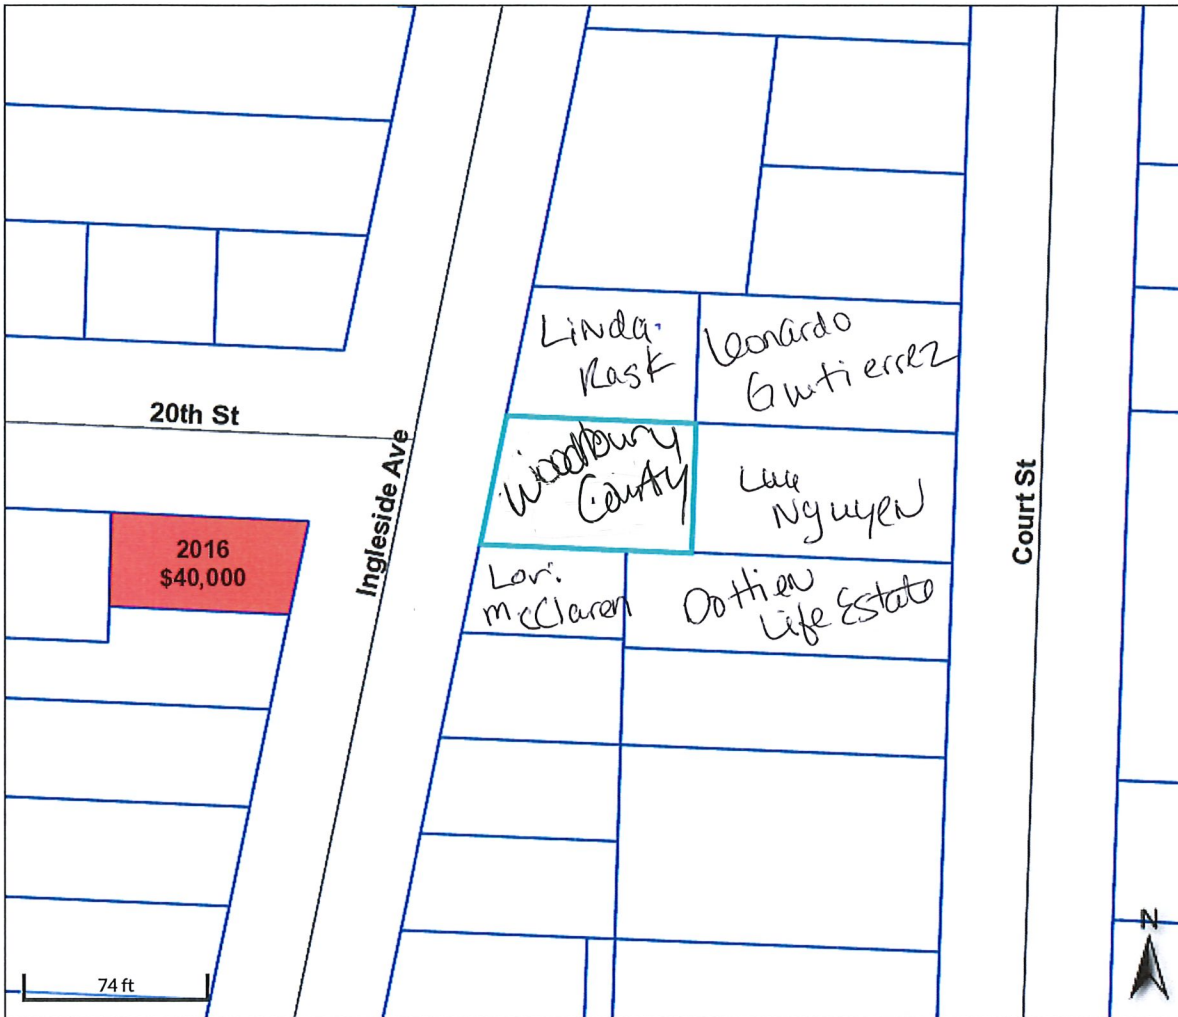 Linda
Rask
Leonardo
Gutierrez
20th St
Woodbury
County
Ingleside Ave
Nguyen
Court St
2016
$40,000
Lori
McClaren
Dottien
Life Estate
N
74 ft